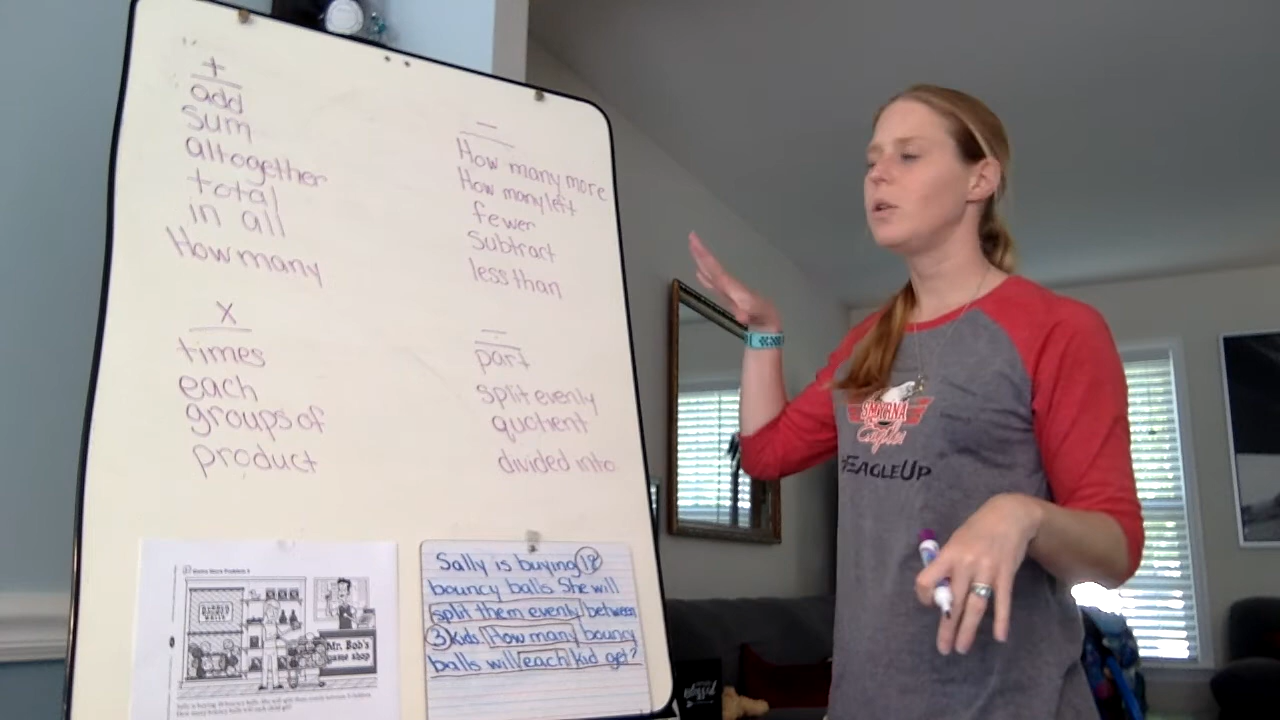 +
add
sum
altogether
total
in all
How many
−
How many more
How many left
fewer
Subtract
less than
x
times
each
groups of
product
÷
part
split evenly
quotient
divided into
Mr. Bob's
game shop
Sally is buying 18
bouncy balls She will
split them evenly between
3 kids. How many bouncy
balls will each kid get?
SMYRNA
Eagles
#EAGLEUP